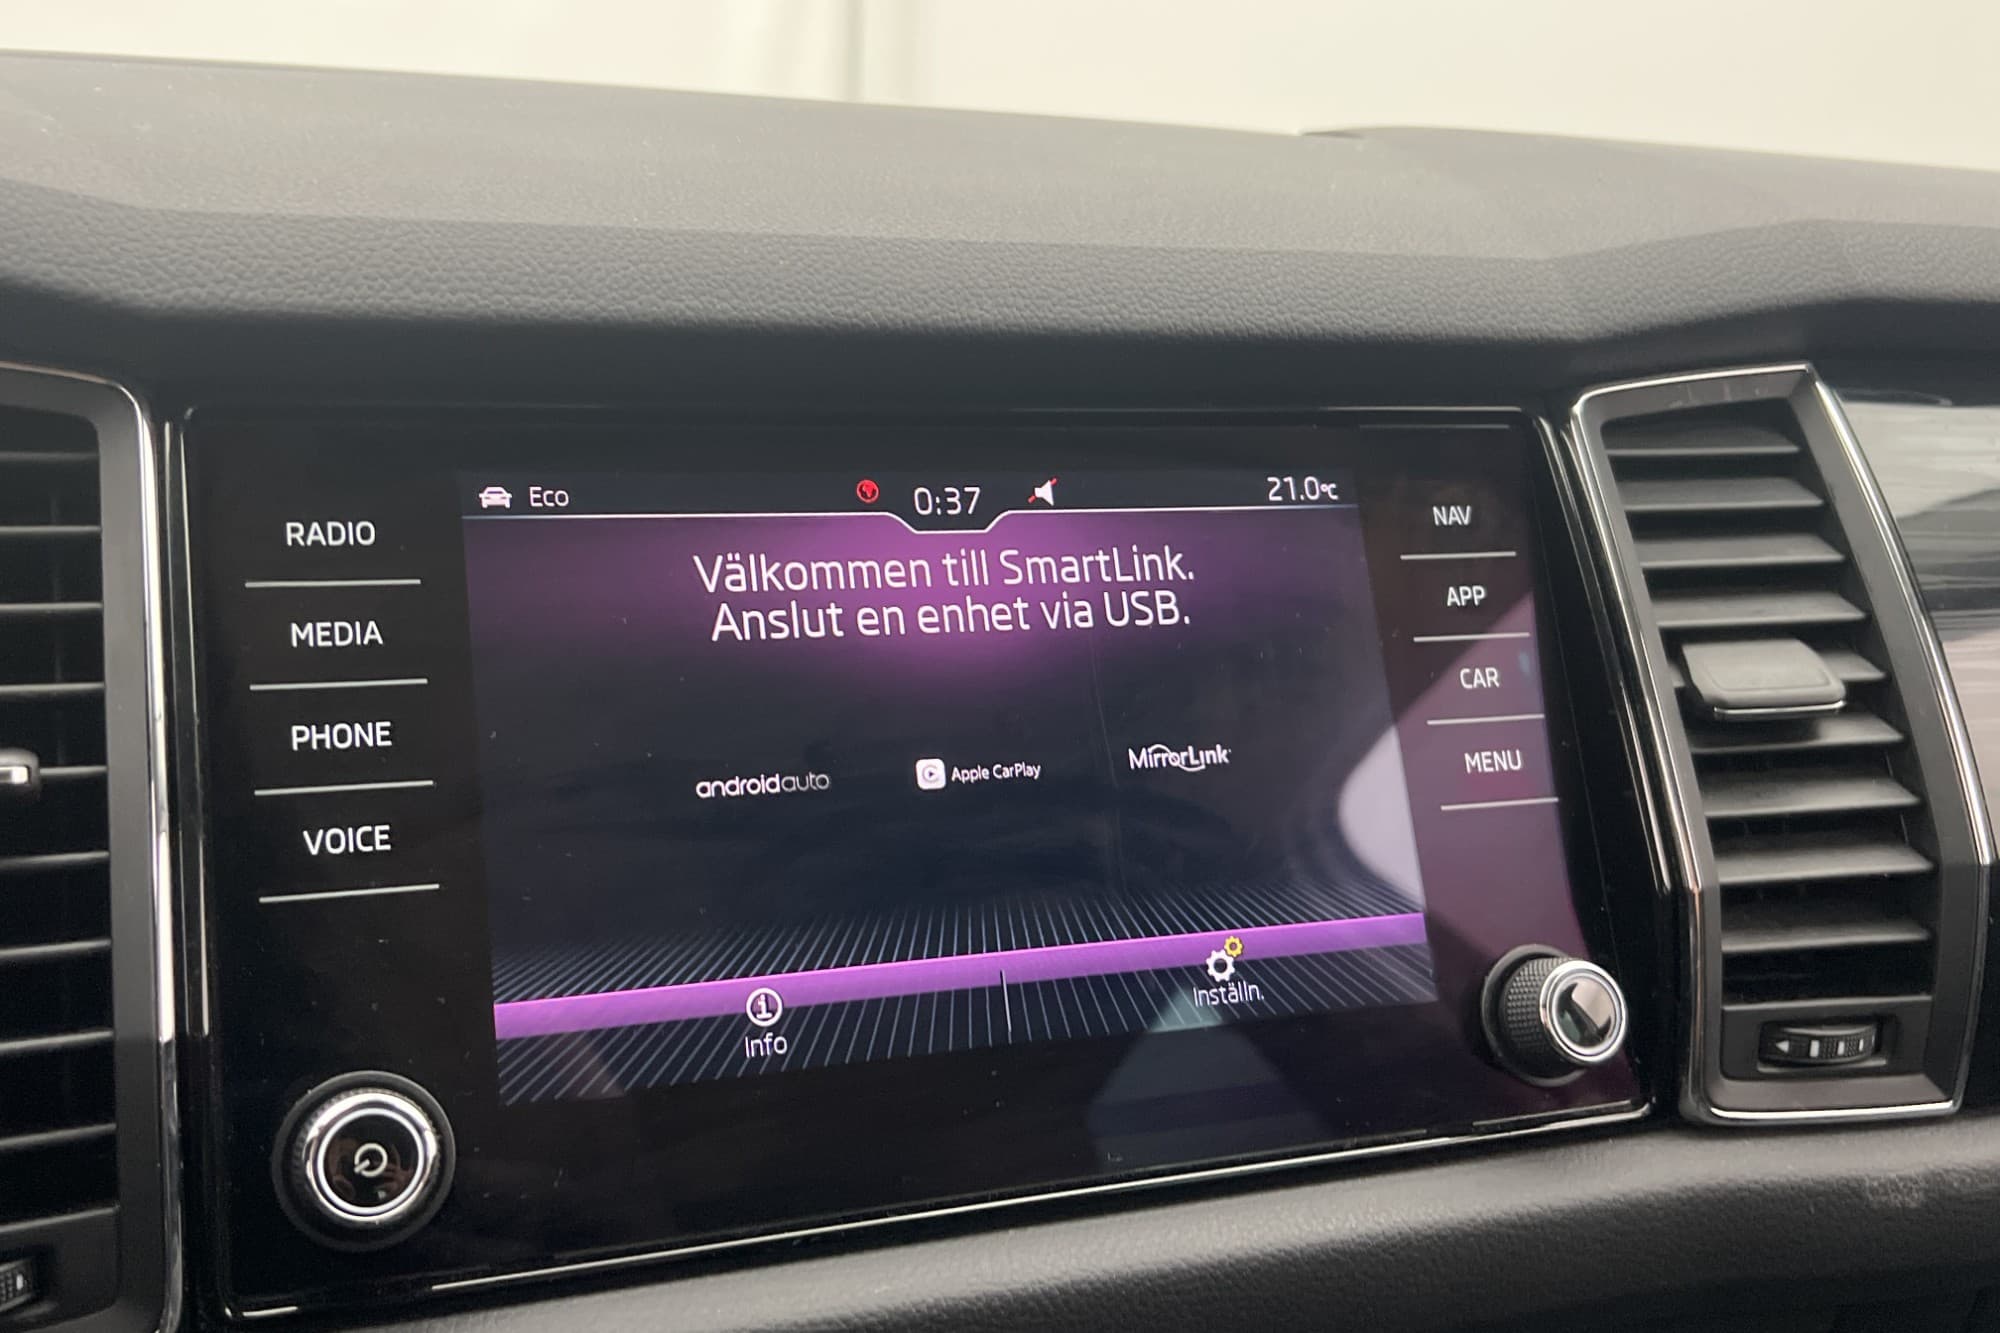 Eco
0:37
21.0°C
RADIO
MEDIA
PHONE
VOICE
Välkommen till SmartLink.
Anslut en enhet via USB.
androidauto
Apple CarPlay
MirrorLink
Info
Inställn.
NAV
APP
CAR
MENU